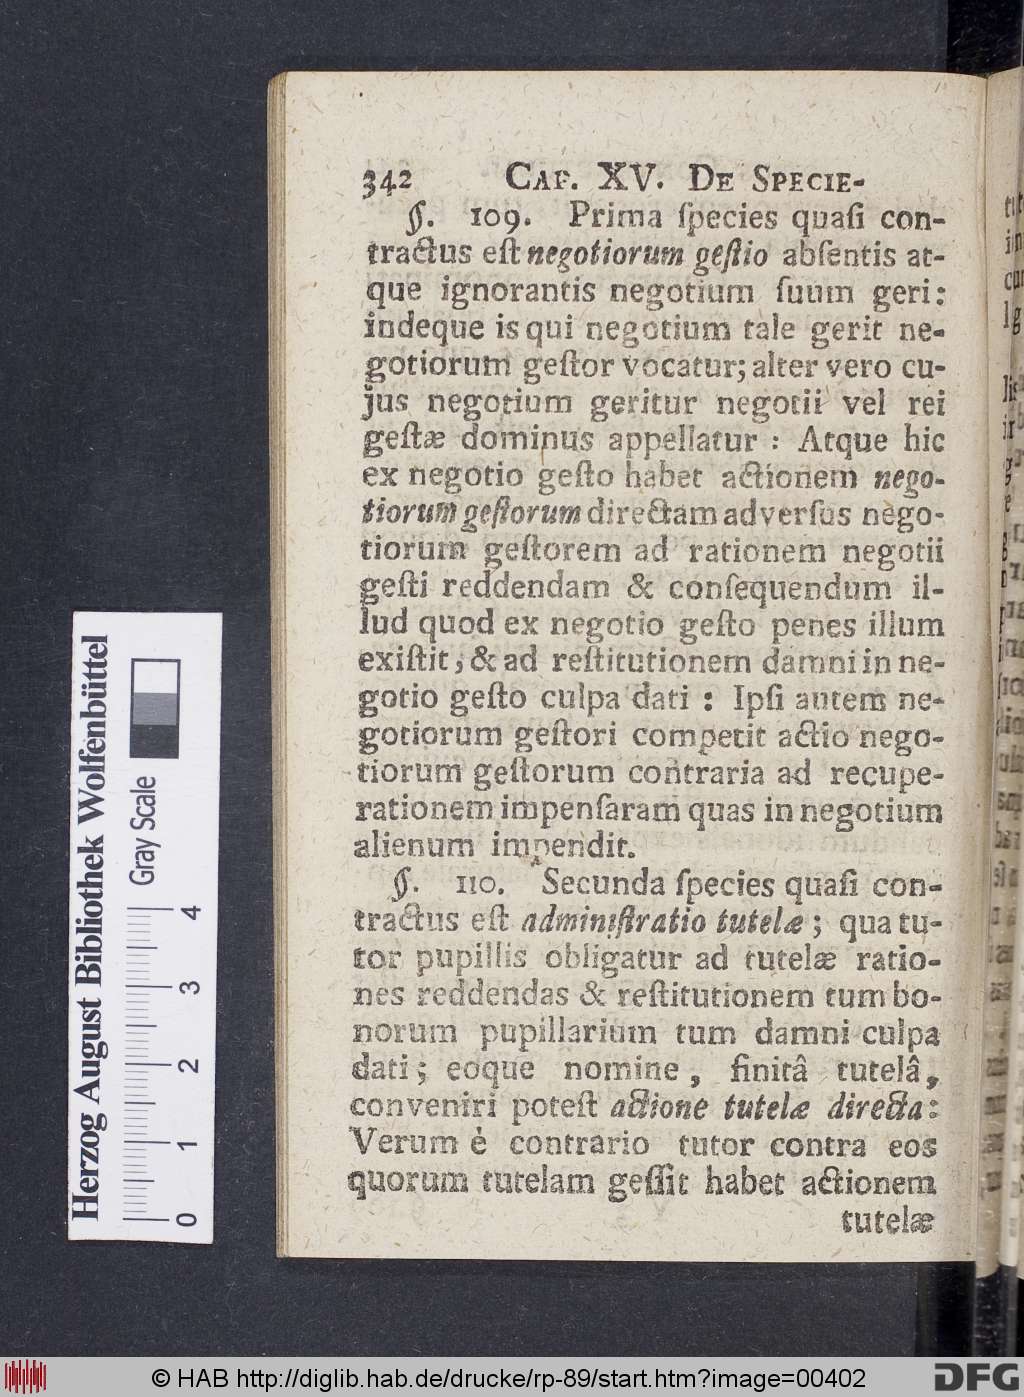 342 CAP. XV. DE SPECIE-
§. 109. Prima ſpecies quaſi con-
tractus eſt negotiorum geſtio abſentis at-
que ignorantis negotium ſuum geri:
indeque is qui negotium tale gerit ne-
gotiorum geſtor vocatur; alter vero cu-
jus negotium geritur negotii vel rei
geſtæ dominus appellatur : Atque hic
ex negotio geſto habet actionem nego-
tiorum geſtorum directam adverſus nego-
tiorum geſtorem ad rationem negotii
geſti reddendam & conſequendum il-
lud quod ex negotio geſto penes illum
exiſtit, & ad reſtitutionem damni in ne-
gotio geſto culpa dati : Ipſi autem ne-
gotiorum geſtori competit actio nego-
tiorum geſtorum contraria ad recupe-
rationem impenſaram quas in negotium
alienum impendit.
§. 110. Secunda ſpecies quaſi con-
tractus eſt adminiſtratio tutelæ ; qua tu-
tor pupillis obligatur ad tutelæ ratio-
nes reddendas & reſtitutionem tum bo-
norum pupillarium tum damni culpa
dati ; eoque nomine , finitâ tutelâ,
conveniri poteſt actione tutelæ directa :
Verum è contrario tutor contra eos
quorum tutelam geſſit habet actionem
tutelæ
Herzog August Bibliothek Wolfenbüttel
Gray Scale
0 1 2 3 4
© HAB http://diglib.hab.de/drucke/rp-89/start.htm?image=00402
DFG